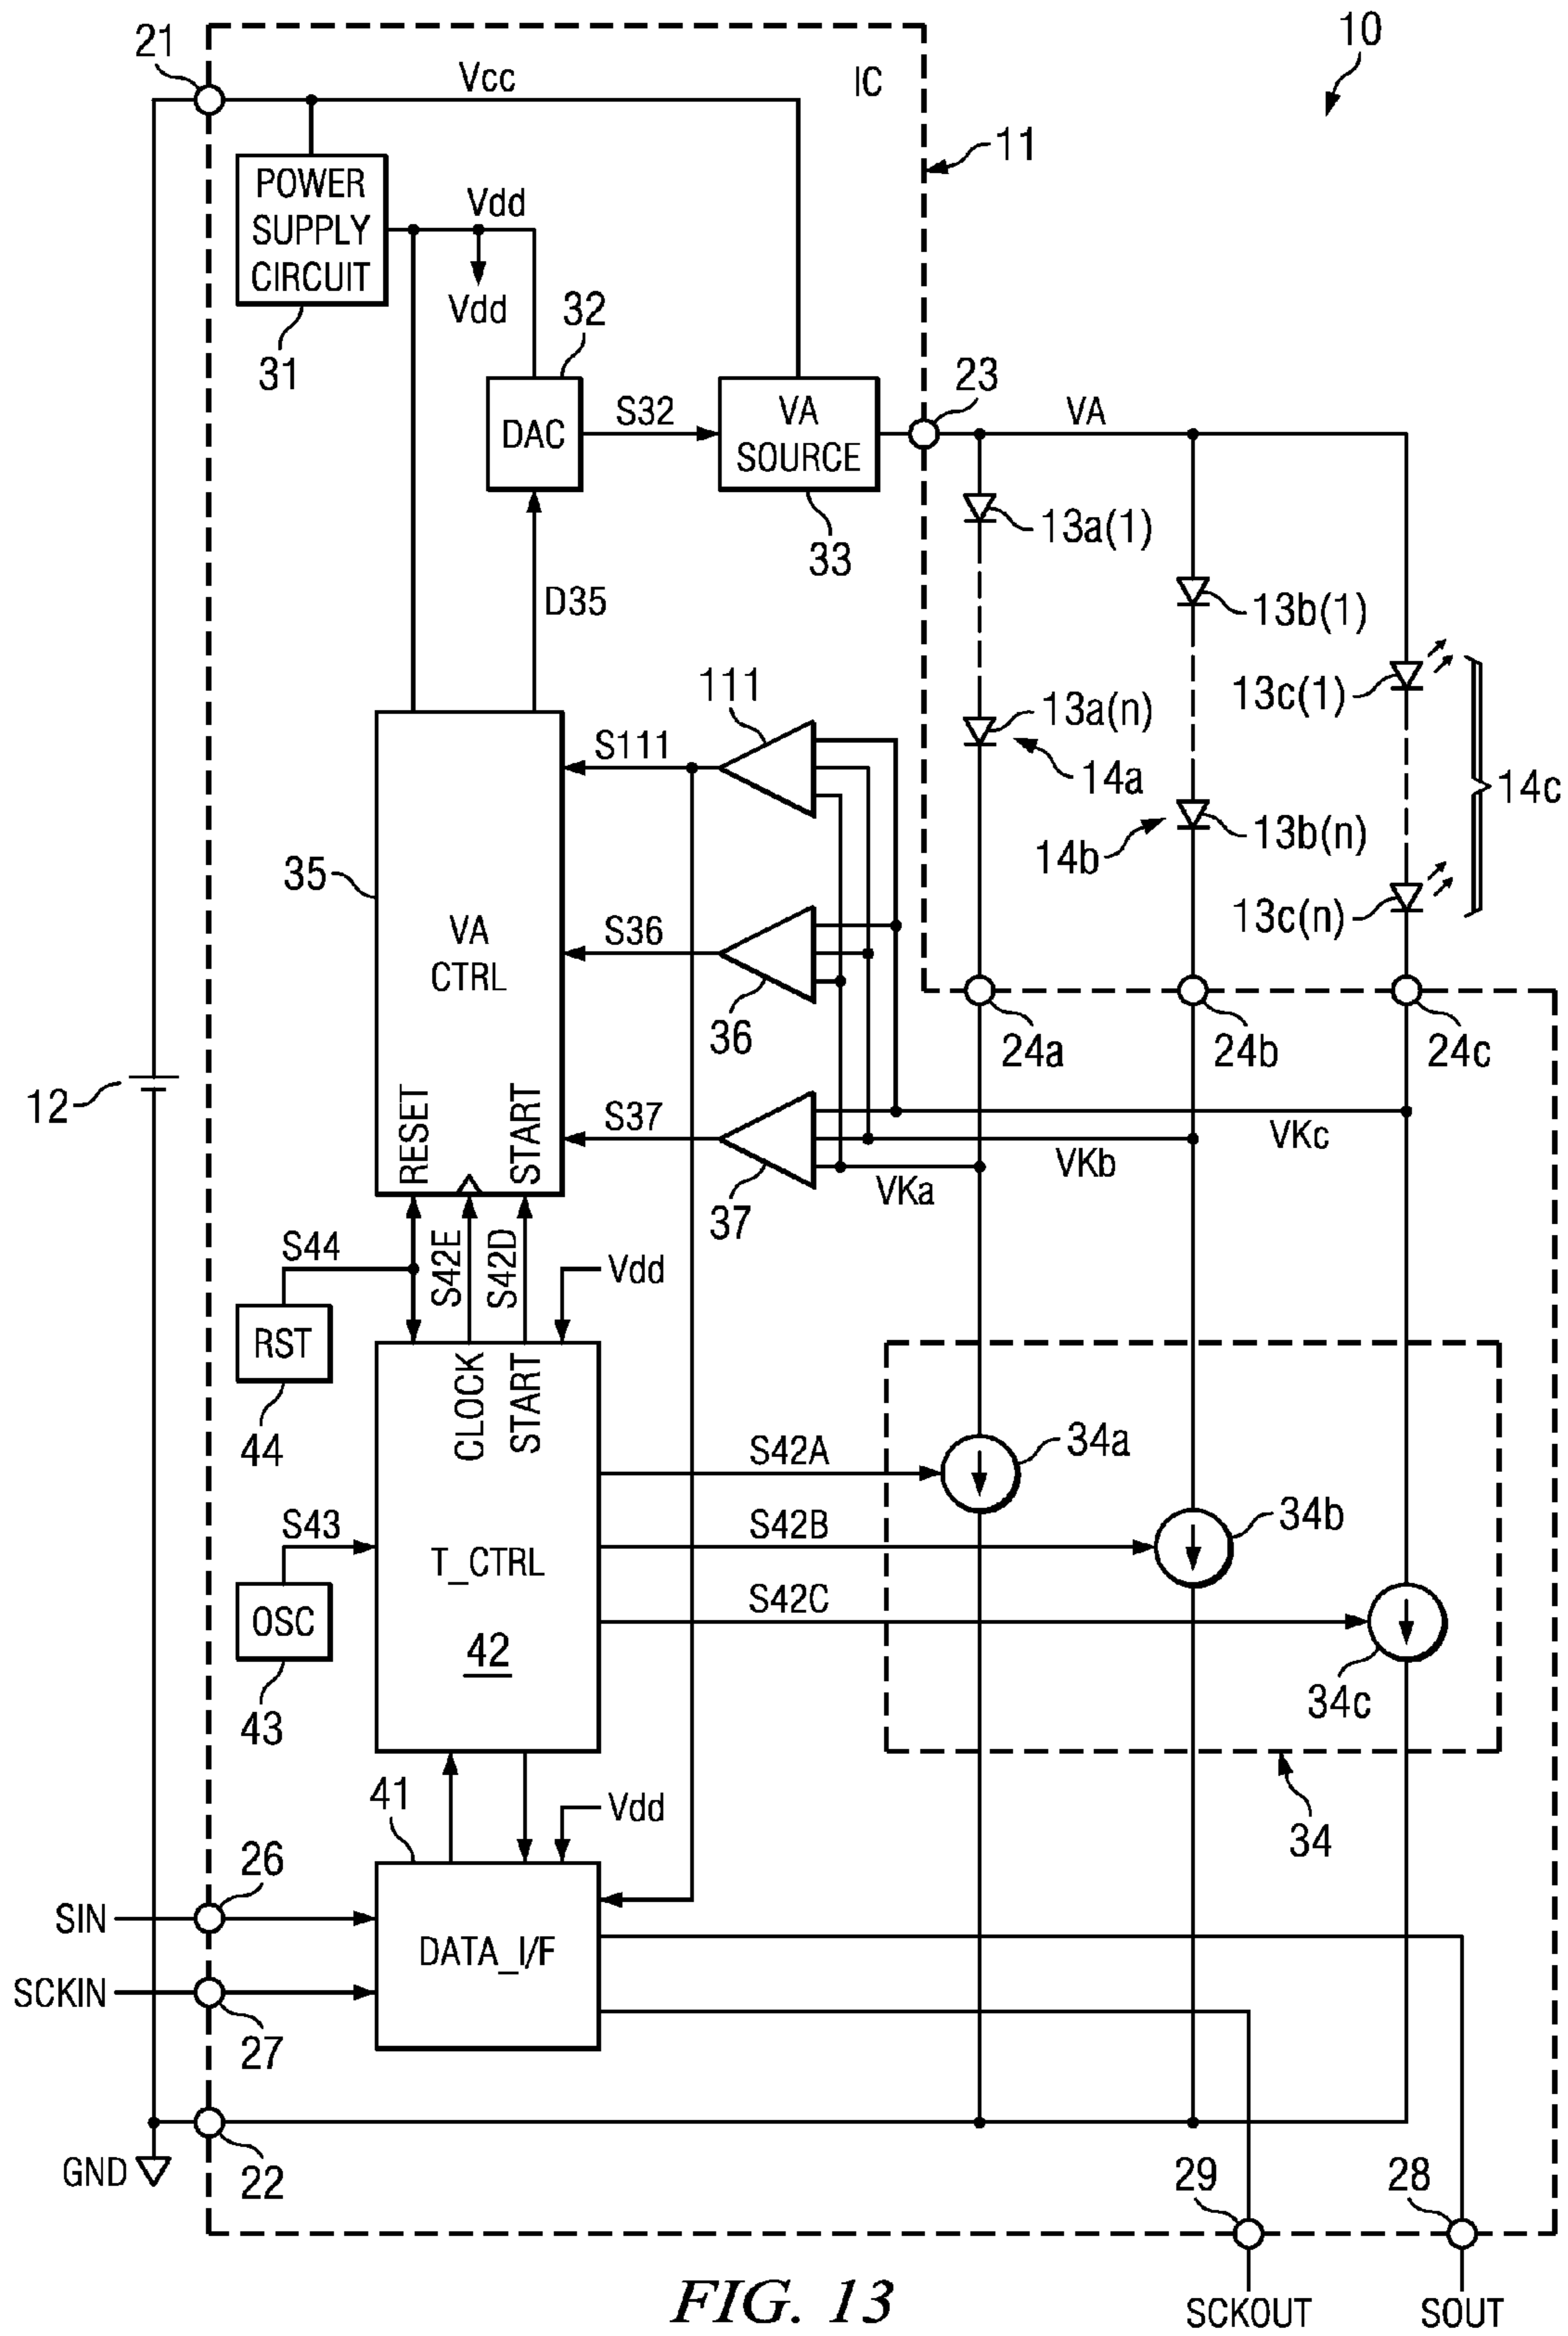 21
Vcc
IC
10
11
POWER
SUPPLY
CIRCUIT
Vdd
Vdd
31
32
DAC
S32
VA
SOURCE
33
23
VA
13a(1)
D35
13b(1)
13c(1)
111
S111
13a(n)
14a
14c
13b(n)
14b
35
13c(n)
VA
CTRL
S36
36
24a
24b
24c
12
RESET
START
S37
37
VKa
VKb
VKc
S44
S42E
S42D
Vdd
RST
44
CLOCK
START
S42A
34a
S43
T_CTRL
S42B
34b
OSC
42
S42C
34c
43
41
Vdd
34
26
SIN
DATA_I/F
SCKIN
27
GND
22
29
28
SCKOUT
SOUT
FIG. 13